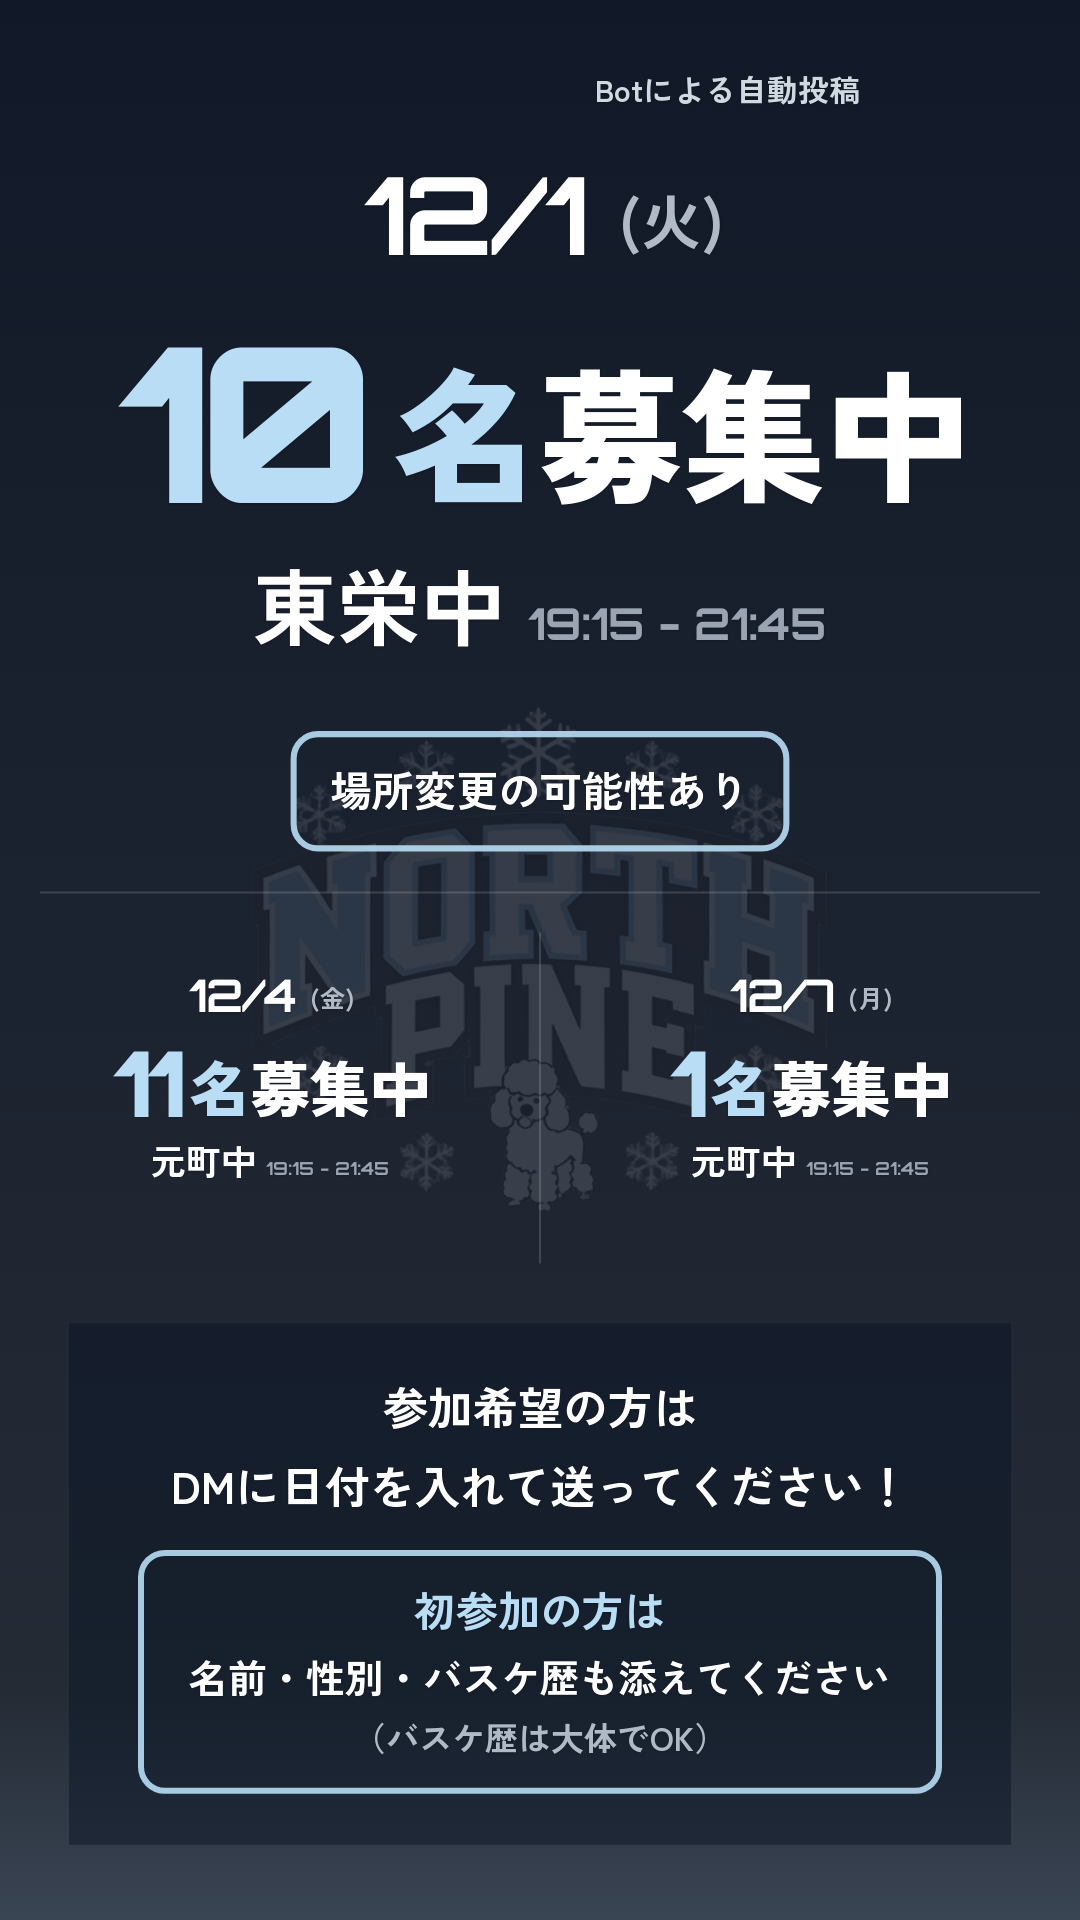 Botによる自動投稿
12/1 (火)
10名募集中
東栄中 19:15 - 21:45
場所変更の可能性あり
NORTH
PINE
12/4 (金)
11名募集中
元町中 19:15 - 21:45
12/7 (月)
1名募集中
元町中 19:15 - 21:45
参加希望の方は
DMに日付を入れて送ってください！
初参加の方は
名前・性別・バスケ歴も添えてください
（バスケ歴は大体でOK）